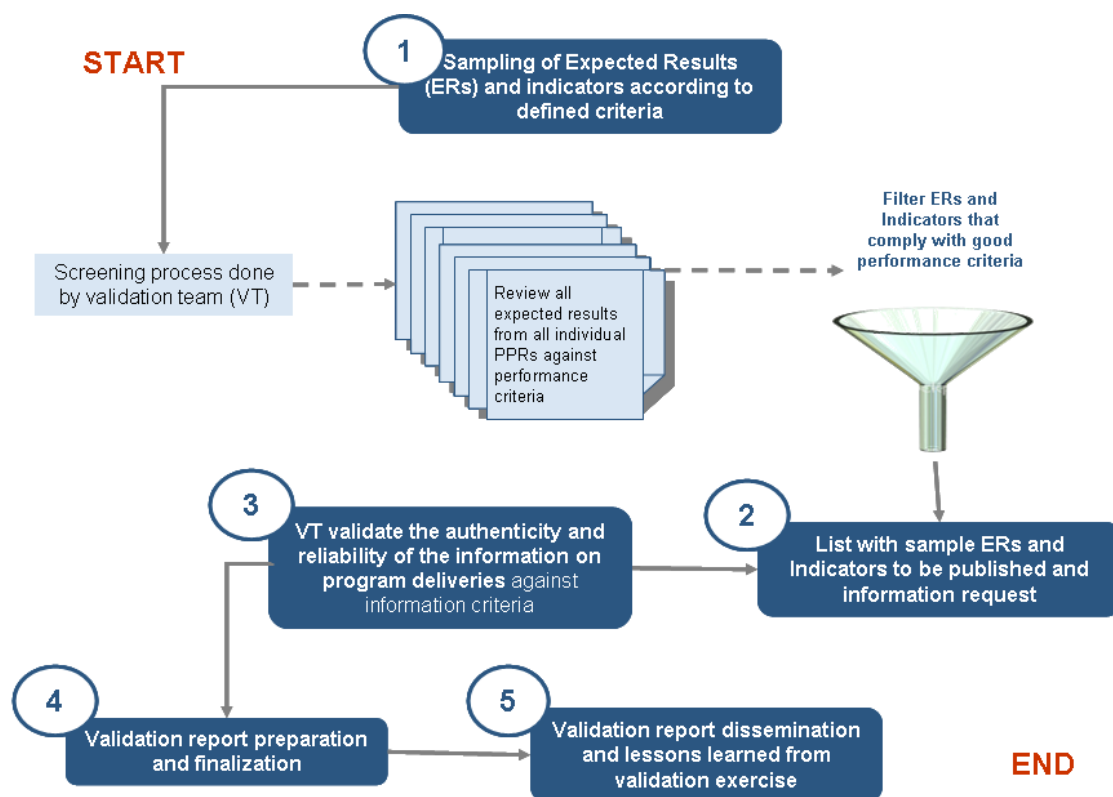 START
1
Sampling of Expected Results
(ERs) and indicators according to
defined criteria
Screening process done
by validation team (VT)
Review all
expected results
from all individual
PPRs against
performance
criteria
Filter ERs and
Indicators that
comply with good
performance criteria
3
VT validate the authenticity and
reliability of the information on
program deliveries against
information criteria
2
List with sample ERs and
Indicators to be published and
information request
4
Validation report preparation
and finalization
5
Validation report dissemination
and lessons learned from
validation exercise
END